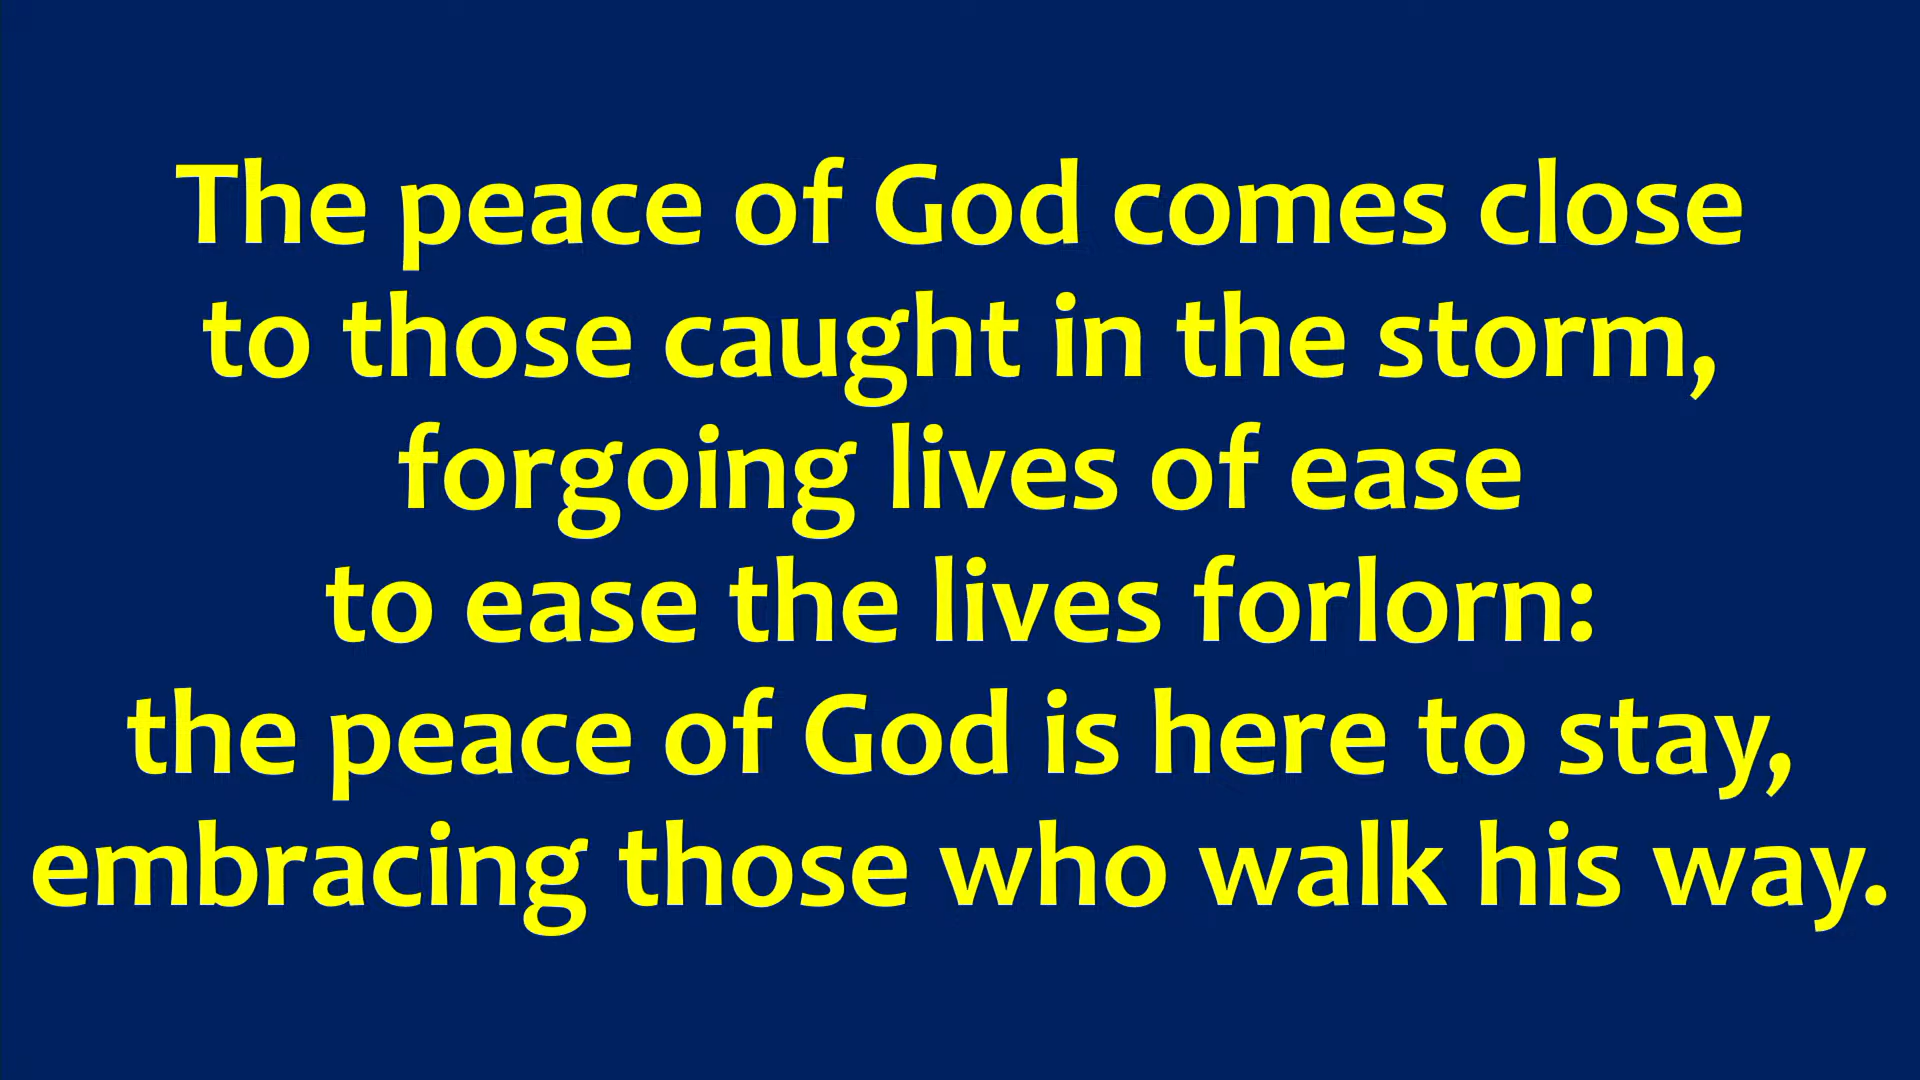 The peace of God comes close
to those caught in the storm,
forgoing lives of ease
to ease the lives forlorn:
the peace of God is here to stay,
embracing those who walk his way.